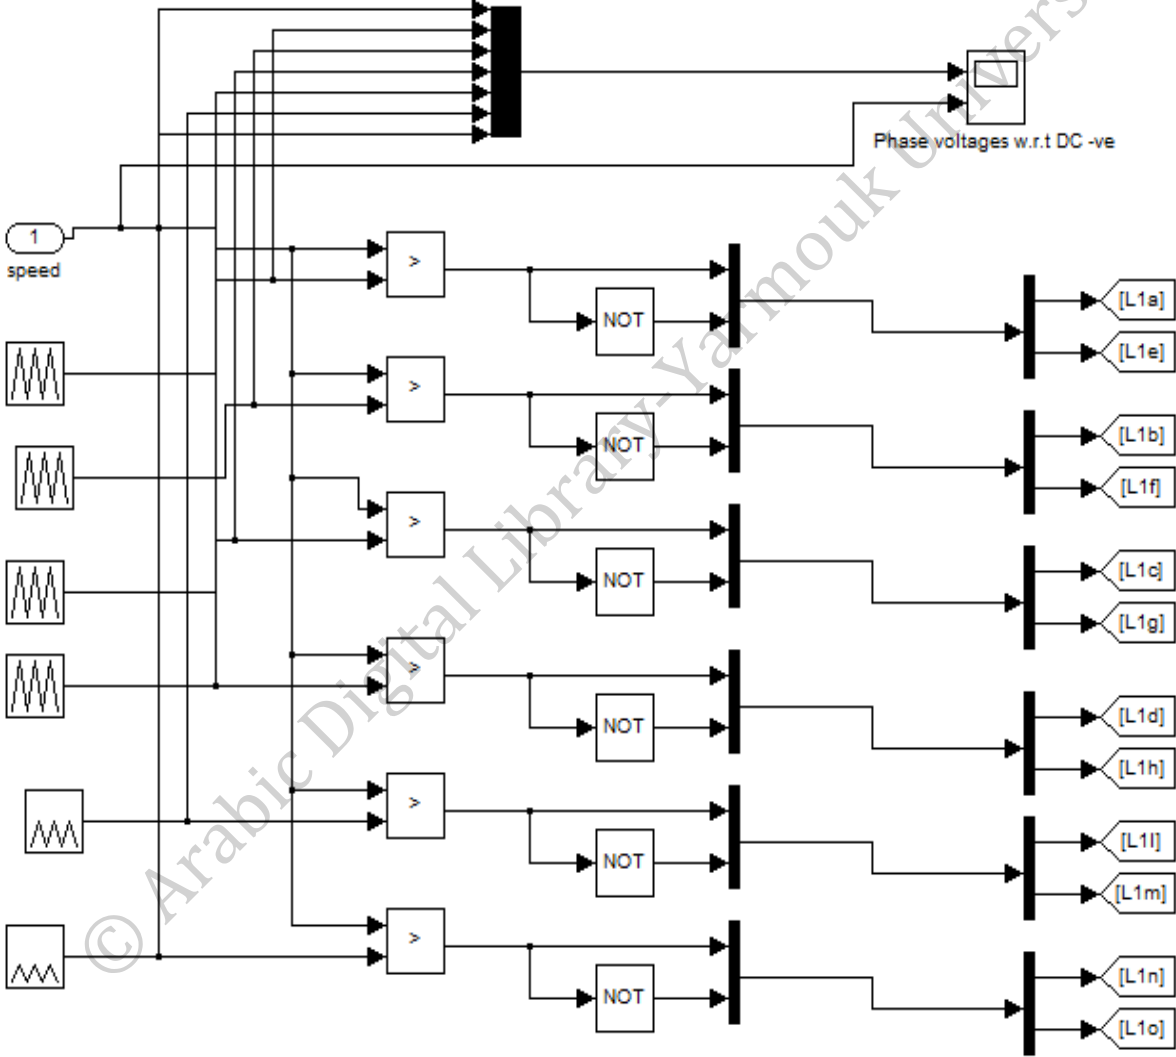 Phase voltages w.r.t DC -ve
1
speed
>
NOT
[L1a]
[L1e]
>
NOT
[L1b]
[L1f]
>
NOT
[L1c]
[L1g]
>
NOT
[L1d]
[L1h]
>
NOT
[L1l]
[L1m]
>
NOT
[L1n]
[L1o]
© Arabic Digital Library-Yarmouk Univers